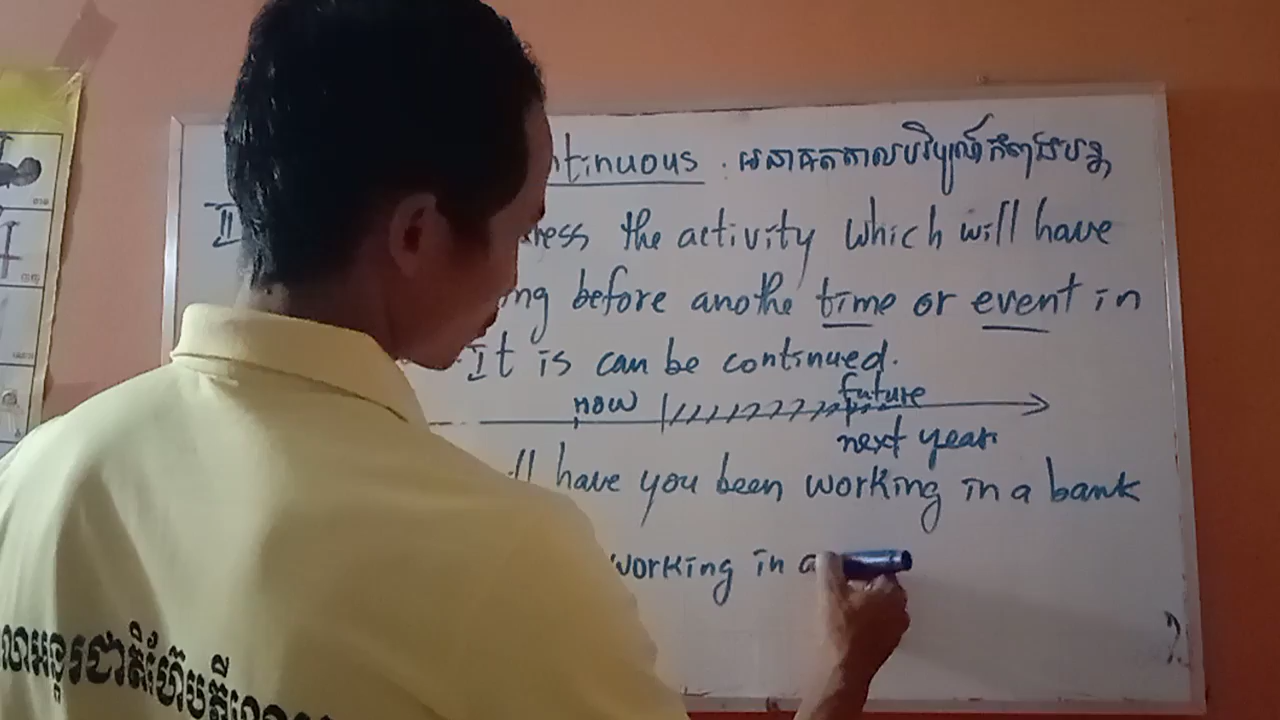 ntinuous : អនាគតកាលបរិបូរណ៍កំពុងបន្ត
ress the activity which will have
ng before anothe time or event in
It is can be continued.
now future
next year.
ll have you been working in a bank
working in a
?